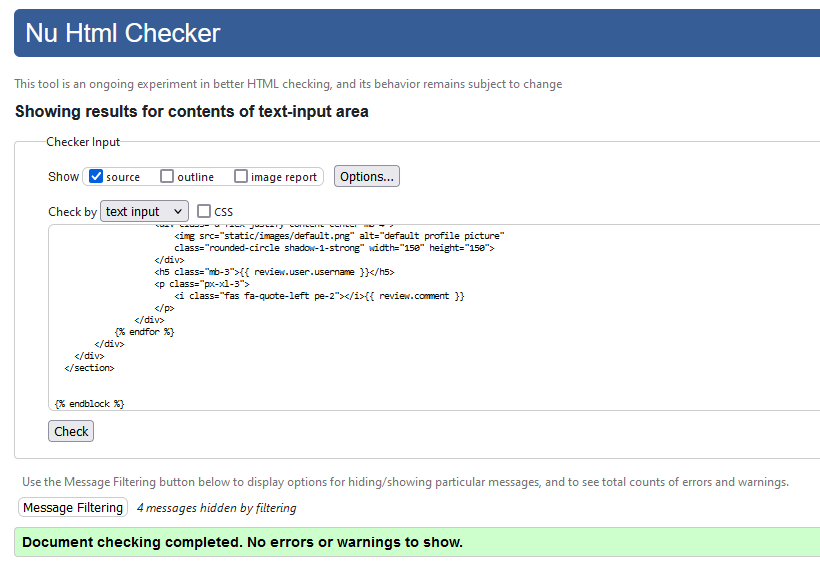 Nu Html Checker
This tool is an ongoing experiment in better HTML checking, and its behavior remains subject to change
Showing results for contents of text-input area
Checker Input
Show source outline image report Options...
Check by text input CSS
<img src="static/images/default.png" alt="default profile picture"
class="rounded-circle shadow-1-strong" width="150" height="150">
</div>
<h5 class="mb-3">{{ review.user.username }}</h5>
<p class="px-xl-3">
<i class="fas fa-quote-left pe-2"></i>{{ review.comment }}
</p>
</div>
{% endfor %}
</div>
</div>
</section>
{% endblock %}
Check
Use the Message Filtering button below to display options for hiding/showing particular messages, and to see total counts of errors and warnings.
Message Filtering 4 messages hidden by filtering
Document checking completed. No errors or warnings to show.